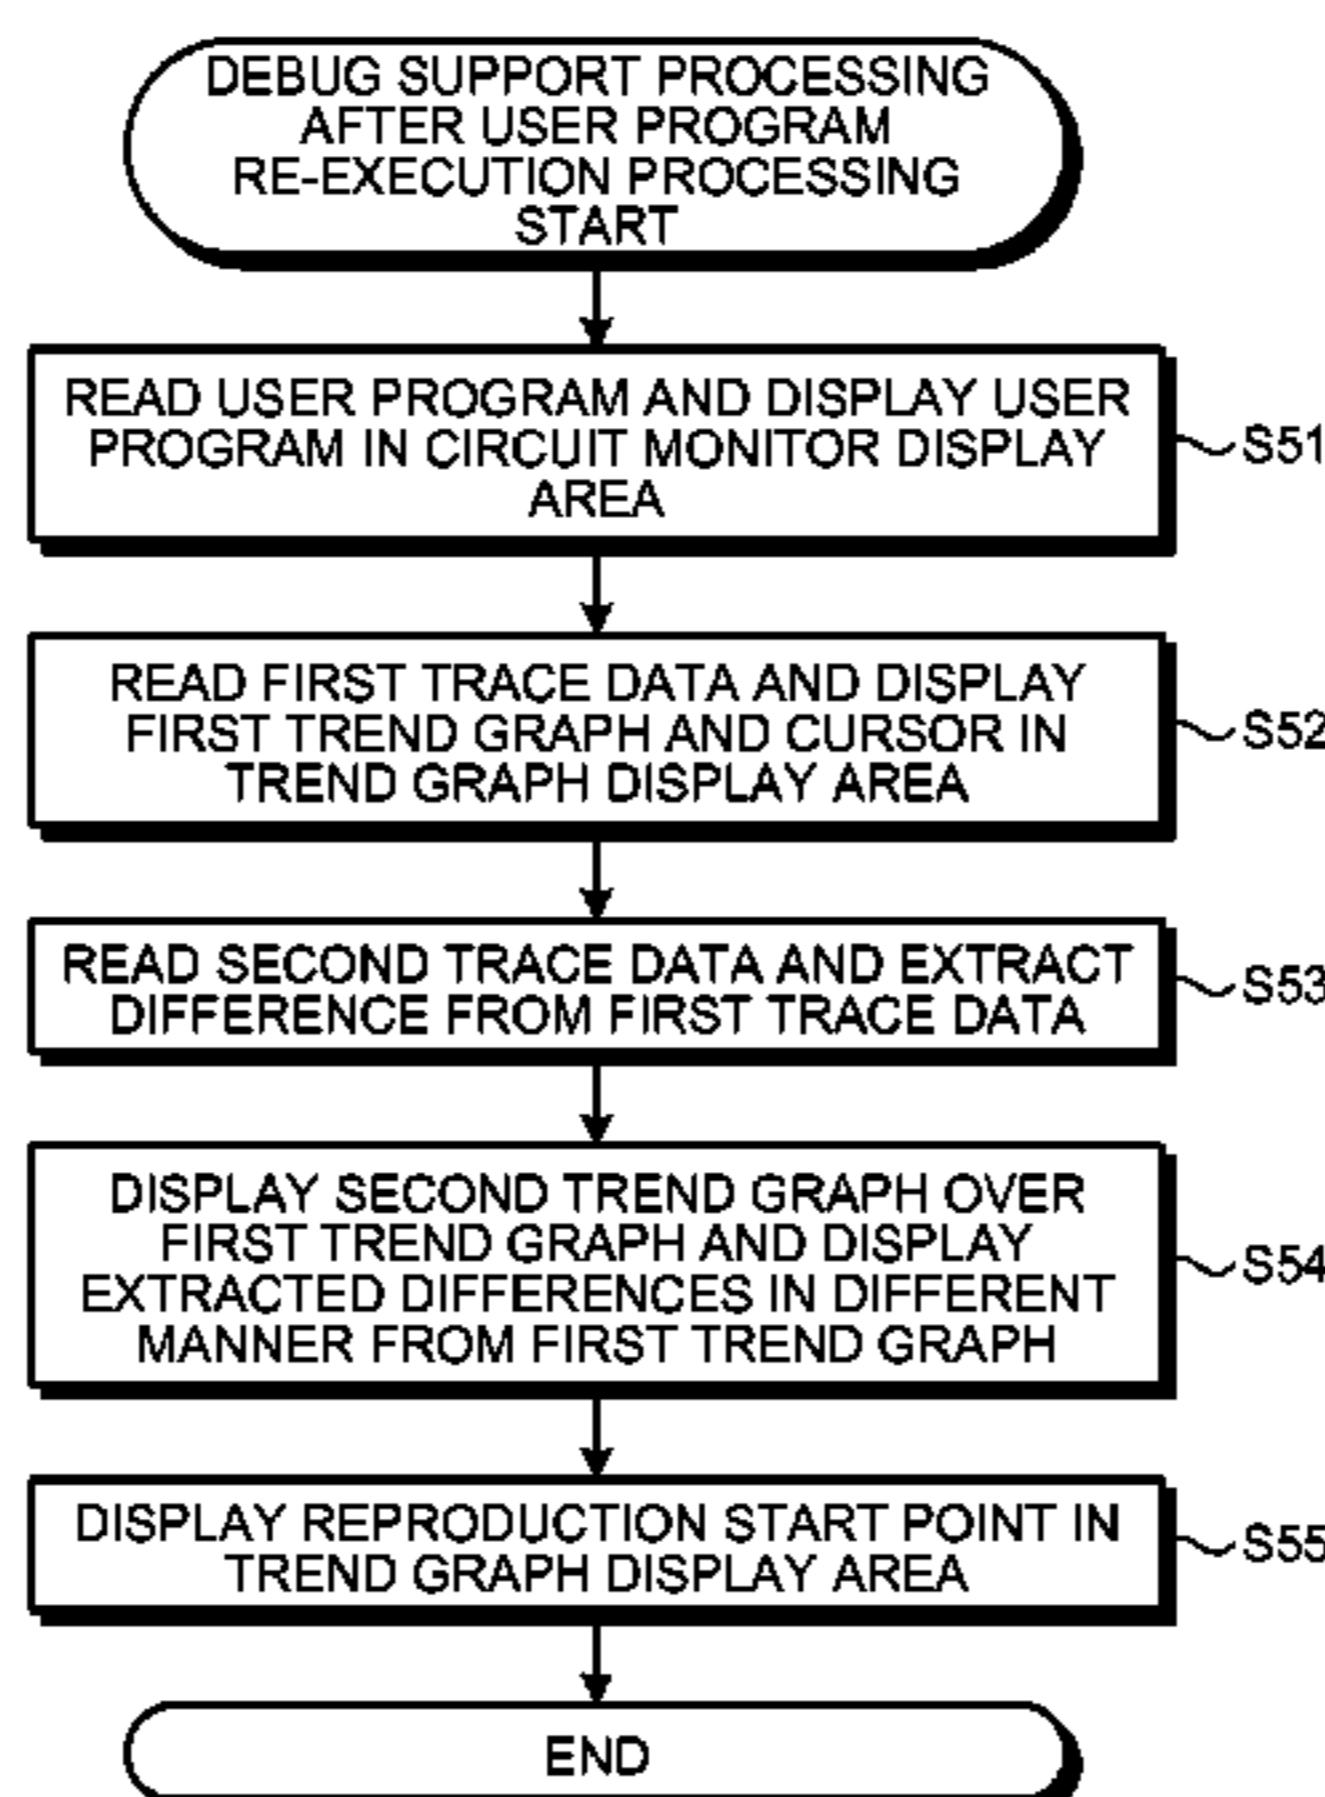 DEBUG SUPPORT PROCESSING
AFTER USER PROGRAM
RE-EXECUTION PROCESSING
START
READ USER PROGRAM AND DISPLAY USER
PROGRAM IN CIRCUIT MONITOR DISPLAY
AREA
S51
READ FIRST TRACE DATA AND DISPLAY
FIRST TREND GRAPH AND CURSOR IN
TREND GRAPH DISPLAY AREA
S52
READ SECOND TRACE DATA AND EXTRACT
DIFFERENCE FROM FIRST TRACE DATA
S53
DISPLAY SECOND TREND GRAPH OVER
FIRST TREND GRAPH AND DISPLAY
EXTRACTED DIFFERENCES IN DIFFERENT
MANNER FROM FIRST TREND GRAPH
S54
DISPLAY REPRODUCTION START POINT IN
TREND GRAPH DISPLAY AREA
S55
END